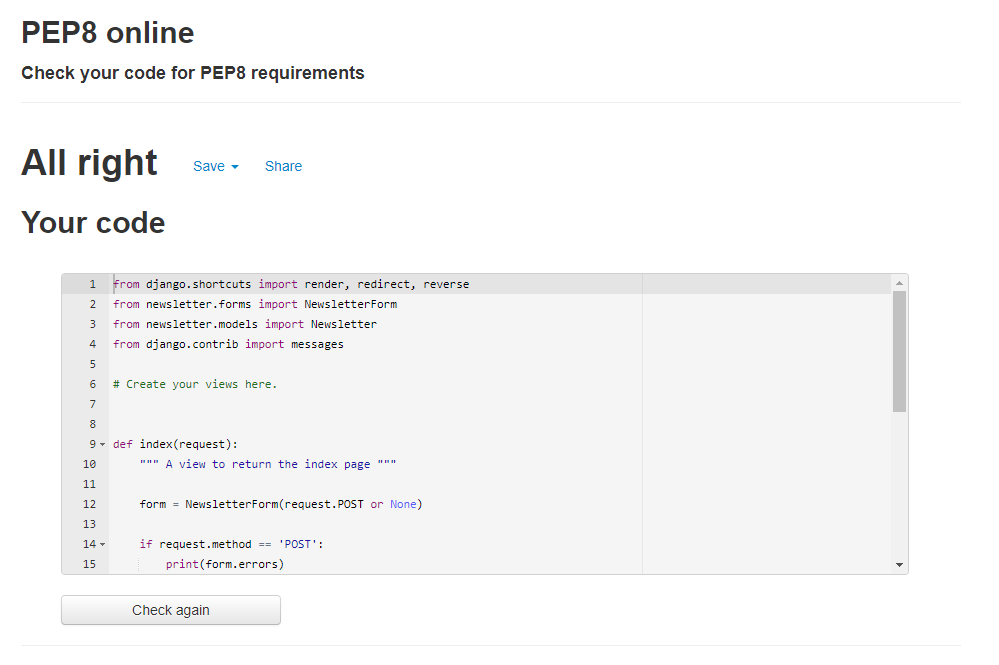 PEP8 online
Check your code for PEP8 requirements
All right Save Share
Your code
1 from django.shortcuts import render, redirect, reverse
2 from newsletter.forms import NewsletterForm
3 from newsletter.models import Newsletter
4 from django.contrib import messages
5
6 # Create your views here.
7
8
9 def index(request):
10     """ A view to return the index page """
11
12     form = NewsletterForm(request.POST or None)
13
14     if request.method == 'POST':
15         print(form.errors)
Check again